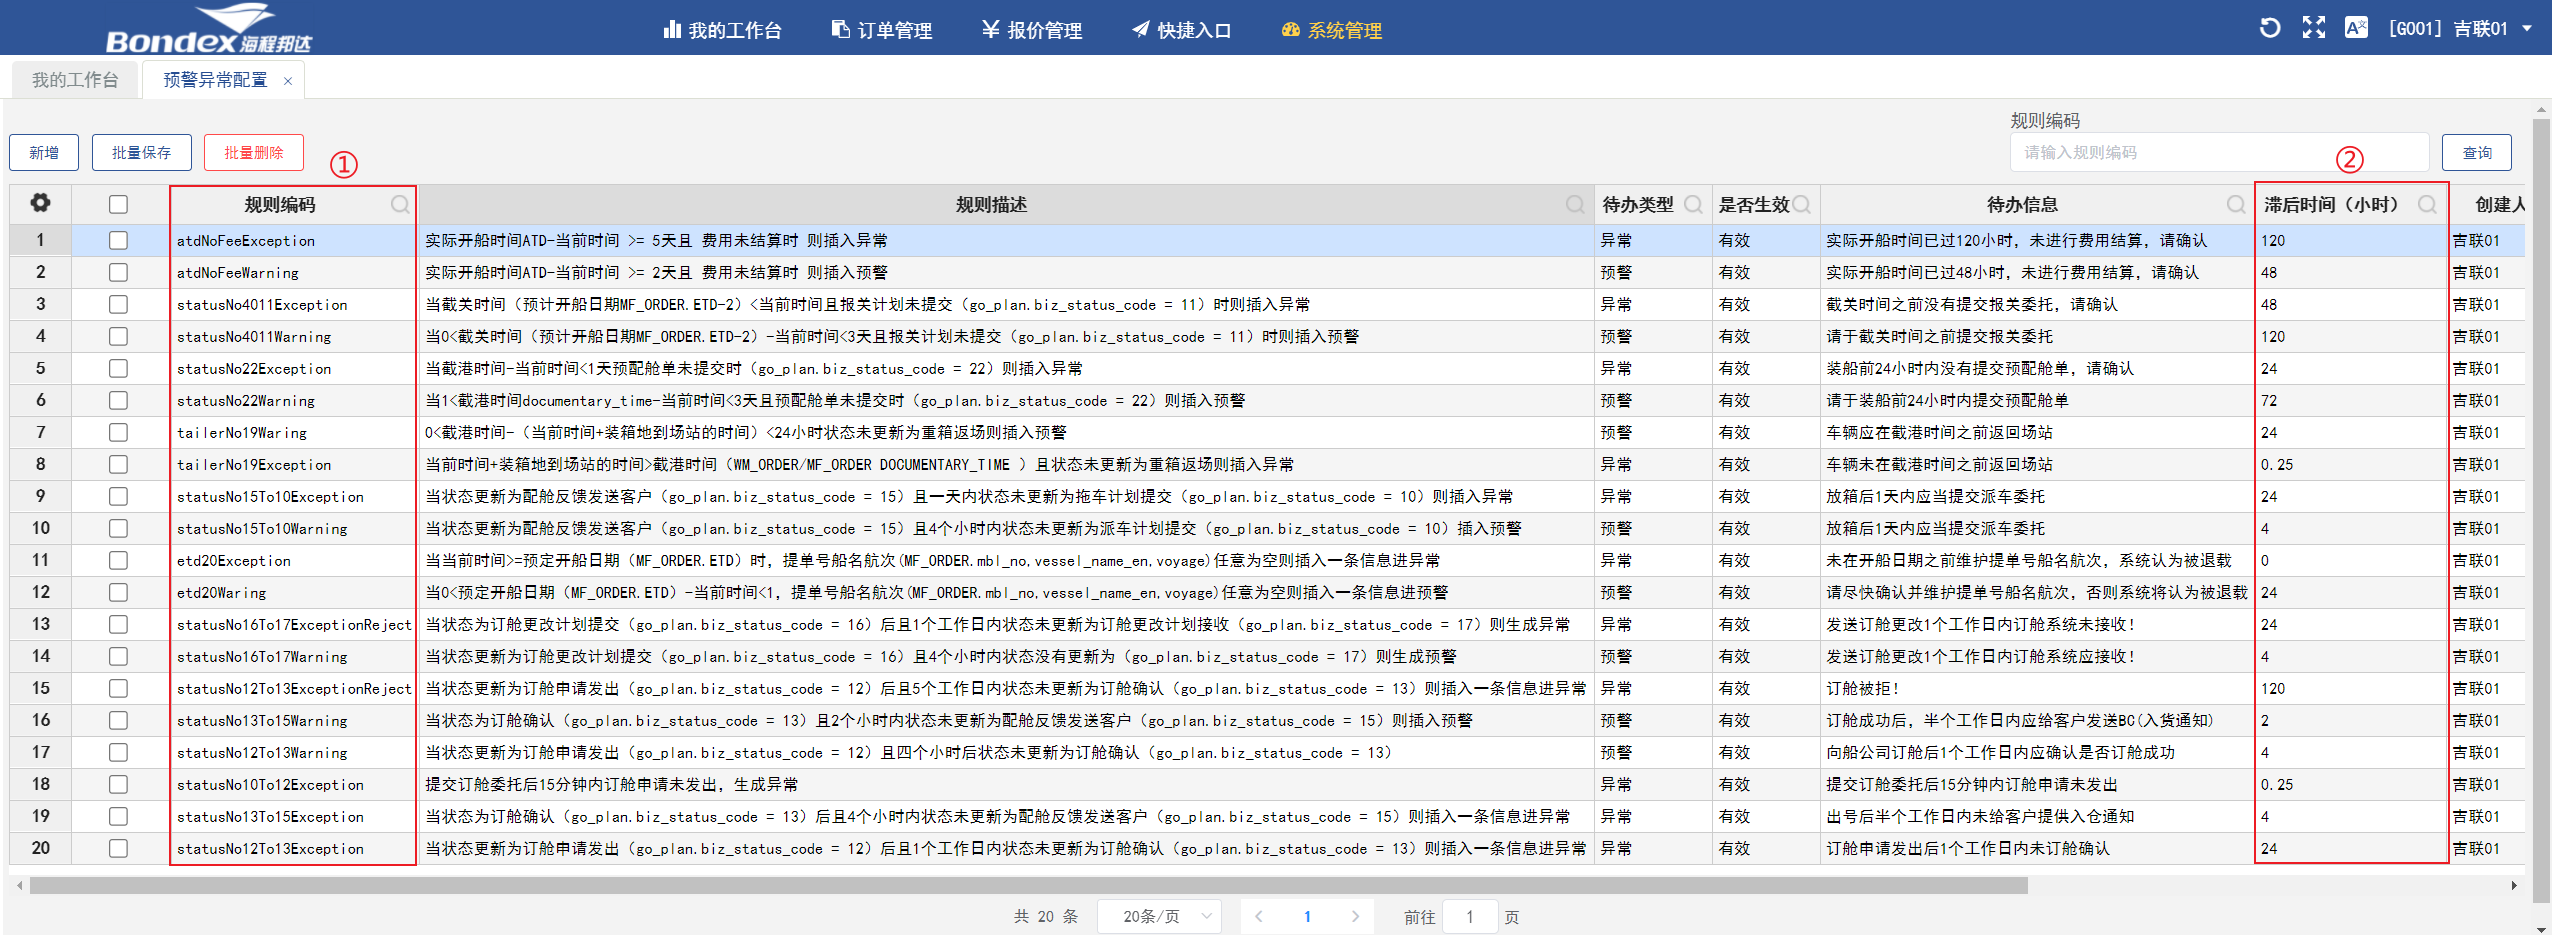 Bondex 海程邦达
我的工作台 订单管理 ¥ 报价管理 快捷入口 系统管理 [G001] 吉联01
我的工作台 预警异常配置 ×
规则编码
新增 批量保存 批量删除 ① 请输入规则编码 ② 查询
规则编码 规则描述 待办类型 是否生效 待办信息 滞后时间（小时） 创建人
1 atdNoFeeException 实际开船时间ATD-当前时间 >= 5天且 费用未结算时 则插入异常 异常 有效 实际开船时间已过120小时，未进行费用结算，请确认 120 吉联01
2 atdNoFeeWarning 实际开船时间ATD-当前时间 >= 2天且 费用未结算时 则插入预警 预警 有效 实际开船时间已过48小时，未进行费用结算，请确认 48 吉联01
3 statusNo4011Exception 当截关时间（预计开船日期MF_ORDER.ETD-2）<当前时间且报关计划未提交（go_plan.biz_status_code = 11）时则插入异常 异常 有效 截关时间之前没有提交报关委托，请确认 48 吉联01
4 statusNo4011Warning 当0<截关时间（预计开船日期MF_ORDER.ETD-2）-当前时间<3天且报关计划未提交（go_plan.biz_status_code = 11）时则插入预警 预警 有效 请于截关时间之前提交报关委托 120 吉联01
5 statusNo22Exception 当截港时间-当前时间<1天预配舱单未提交时（go_plan.biz_status_code = 22）则插入异常 异常 有效 装船前24小时内没有提交预配舱单，请确认 24 吉联01
6 statusNo22Warning 当1<截港时间documentary_time-当前时间<3天且预配舱单未提交时（go_plan.biz_status_code = 22）则插入预警 预警 有效 请于装船前24小时内提交预配舱单 72 吉联01
7 tailerNo19Waring 0<截港时间-（当前时间+装箱地到场站的时间）<24小时状态未更新为重箱返场则插入预警 预警 有效 车辆应在截港时间之前返回场站 24 吉联01
8 tailerNo19Exception 当前时间+装箱地到场站的时间>截港时间（WM_ORDER/MF_ORDER DOCUMENTARY_TIME ）且状态未更新为重箱返场则插入异常 异常 有效 车辆未在截港时间之前返回场站 0.25 吉联01
9 statusNo15To10Exception 当状态更新为配舱反馈发送客户（go_plan.biz_status_code = 15）且一天内状态未更新为拖车计划提交（go_plan.biz_status_code = 10）则插入异常 异常 有效 放箱后1天内应当提交派车委托 24 吉联01
10 statusNo15To10Warning 当状态更新为配舱反馈发送客户（go_plan.biz_status_code = 15）且4个小时内状态未更新为派车计划提交（go_plan.biz_status_code = 10）插入预警 预警 有效 放箱后1天内应当提交派车委托 4 吉联01
11 etd20Exception 当当前时间>=预定开船日期（MF_ORDER.ETD）时，提单号船名航次(MF_ORDER.mbl_no,vessel_name_en,voyage)任意为空则插入一条信息进异常 异常 有效 未在开船日期之前维护提单号船名航次，系统认为被退载 0 吉联01
12 etd20Waring 当0<预定开船日期（MF_ORDER.ETD）-当前时间<1，提单号船名航次(MF_ORDER.mbl_no,vessel_name_en,voyage)任意为空则插入一条信息进预警 预警 有效 请尽快确认并维护提单号船名航次，否则系统将认为被退载 24 吉联01
13 statusNo16To17ExceptionReject 当状态为订舱更改计划提交（go_plan.biz_status_code = 16）后且1个工作日内状态未更新为订舱更改计划接收（go_plan.biz_status_code = 17）则生成异常 异常 有效 发送订舱更改1个工作日内订舱系统未接收！ 24 吉联01
14 statusNo16To17Warning 当状态更新为订舱更改计划提交（go_plan.biz_status_code = 16）且4个小时内状态没有更新为（go_plan.biz_status_code = 17）则生成预警 预警 有效 发送订舱更改1个工作日内订舱系统应接收！ 4 吉联01
15 statusNo12To13ExceptionReject 当状态更新为订舱申请发出（go_plan.biz_status_code = 12）后且5个工作日内状态未更新为订舱确认（go_plan.biz_status_code = 13）则插入一条信息进异常 异常 有效 订舱被拒！ 120 吉联01
16 statusNo13To15Warning 当状态为订舱确认（go_plan.biz_status_code = 13）且2个小时内状态未更新为配舱反馈发送客户（go_plan.biz_status_code = 15）则插入预警 预警 有效 订舱成功后，半个工作日内应给客户发送BC(入货通知) 2 吉联01
17 statusNo12To13Warning 当状态更新为订舱申请发出（go_plan.biz_status_code = 12）且四个小时后状态未更新为订舱确认（go_plan.biz_status_code = 13） 预警 有效 向船公司订舱后1个工作日内应确认是否订舱成功 4 吉联01
18 statusNo10To12Exception 提交订舱委托后15分钟内订舱申请未发出，生成异常 异常 有效 提交订舱委托后15分钟内订舱申请未发出 0.25 吉联01
19 statusNo13To15Exception 当状态为订舱确认（go_plan.biz_status_code = 13）后且4个小时内状态未更新为配舱反馈发送客户（go_plan.biz_status_code = 15）则插入一条信息进异常 异常 有效 出号后半个工作日内未给客户提供入仓通知 4 吉联01
20 statusNo12To13Exception 当状态更新为订舱申请发出（go_plan.biz_status_code = 12）后且1个工作日内状态未更新为订舱确认（go_plan.biz_status_code = 13）则插入一条信息进异常 异常 有效 订舱申请发出后1个工作日内未订舱确认 24 吉联01
共 20 条 20条/页 < 1 > 前往 1 页